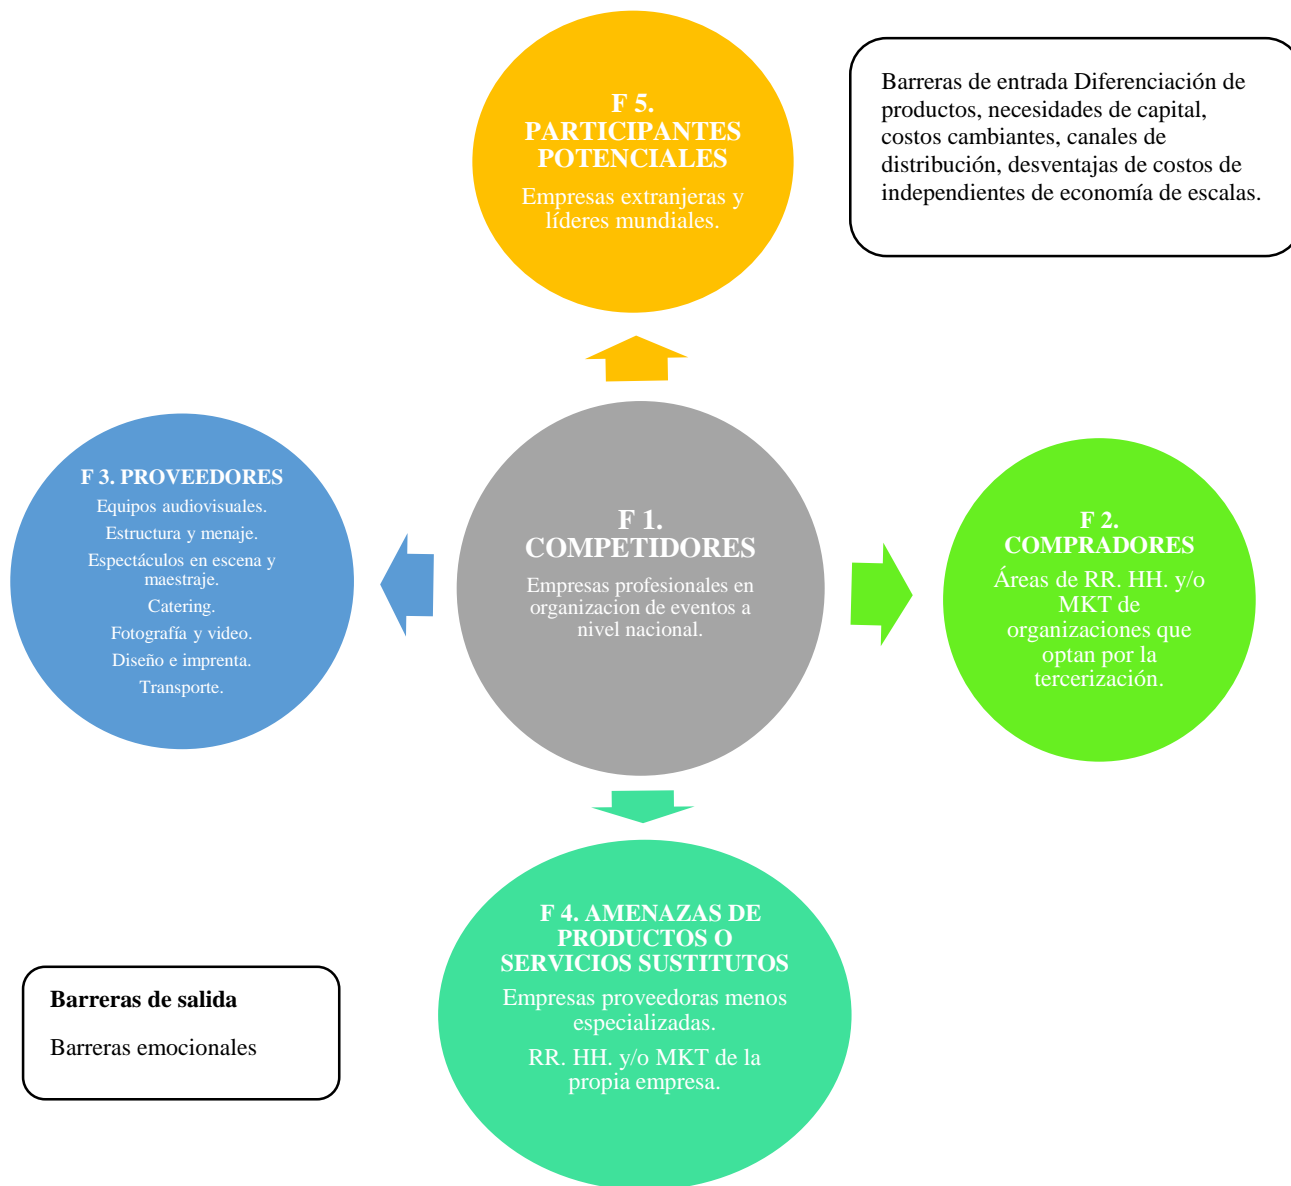 F 5.
PARTICIPANTES
POTENCIALES
Empresas extranjeras y
líderes mundiales.
Barreras de entrada Diferenciación de
productos, necesidades de capital,
costos cambiantes, canales de
distribución, desventajas de costos de
independientes de economía de escalas.
F 3. PROVEEDORES
Equipos audiovisuales.
Estructura y menaje.
Espectáculos en escena y
maestraje.
Catering.
Fotografía y video.
Diseño e imprenta.
Transporte.
F 1.
COMPETIDORES
Empresas profesionales en
organizacion de eventos a
nivel nacional.
F 2.
COMPRADORES
Áreas de RR. HH. y/o
MKT de
organizaciones que
optan por la
tercerización.
F 4. AMENAZAS DE
PRODUCTOS O
SERVICIOS SUSTITUTOS
Empresas proveedoras menos
especializadas.
RR. HH. y/o MKT de la
propia empresa.
Barreras de salida
Barreras emocionales